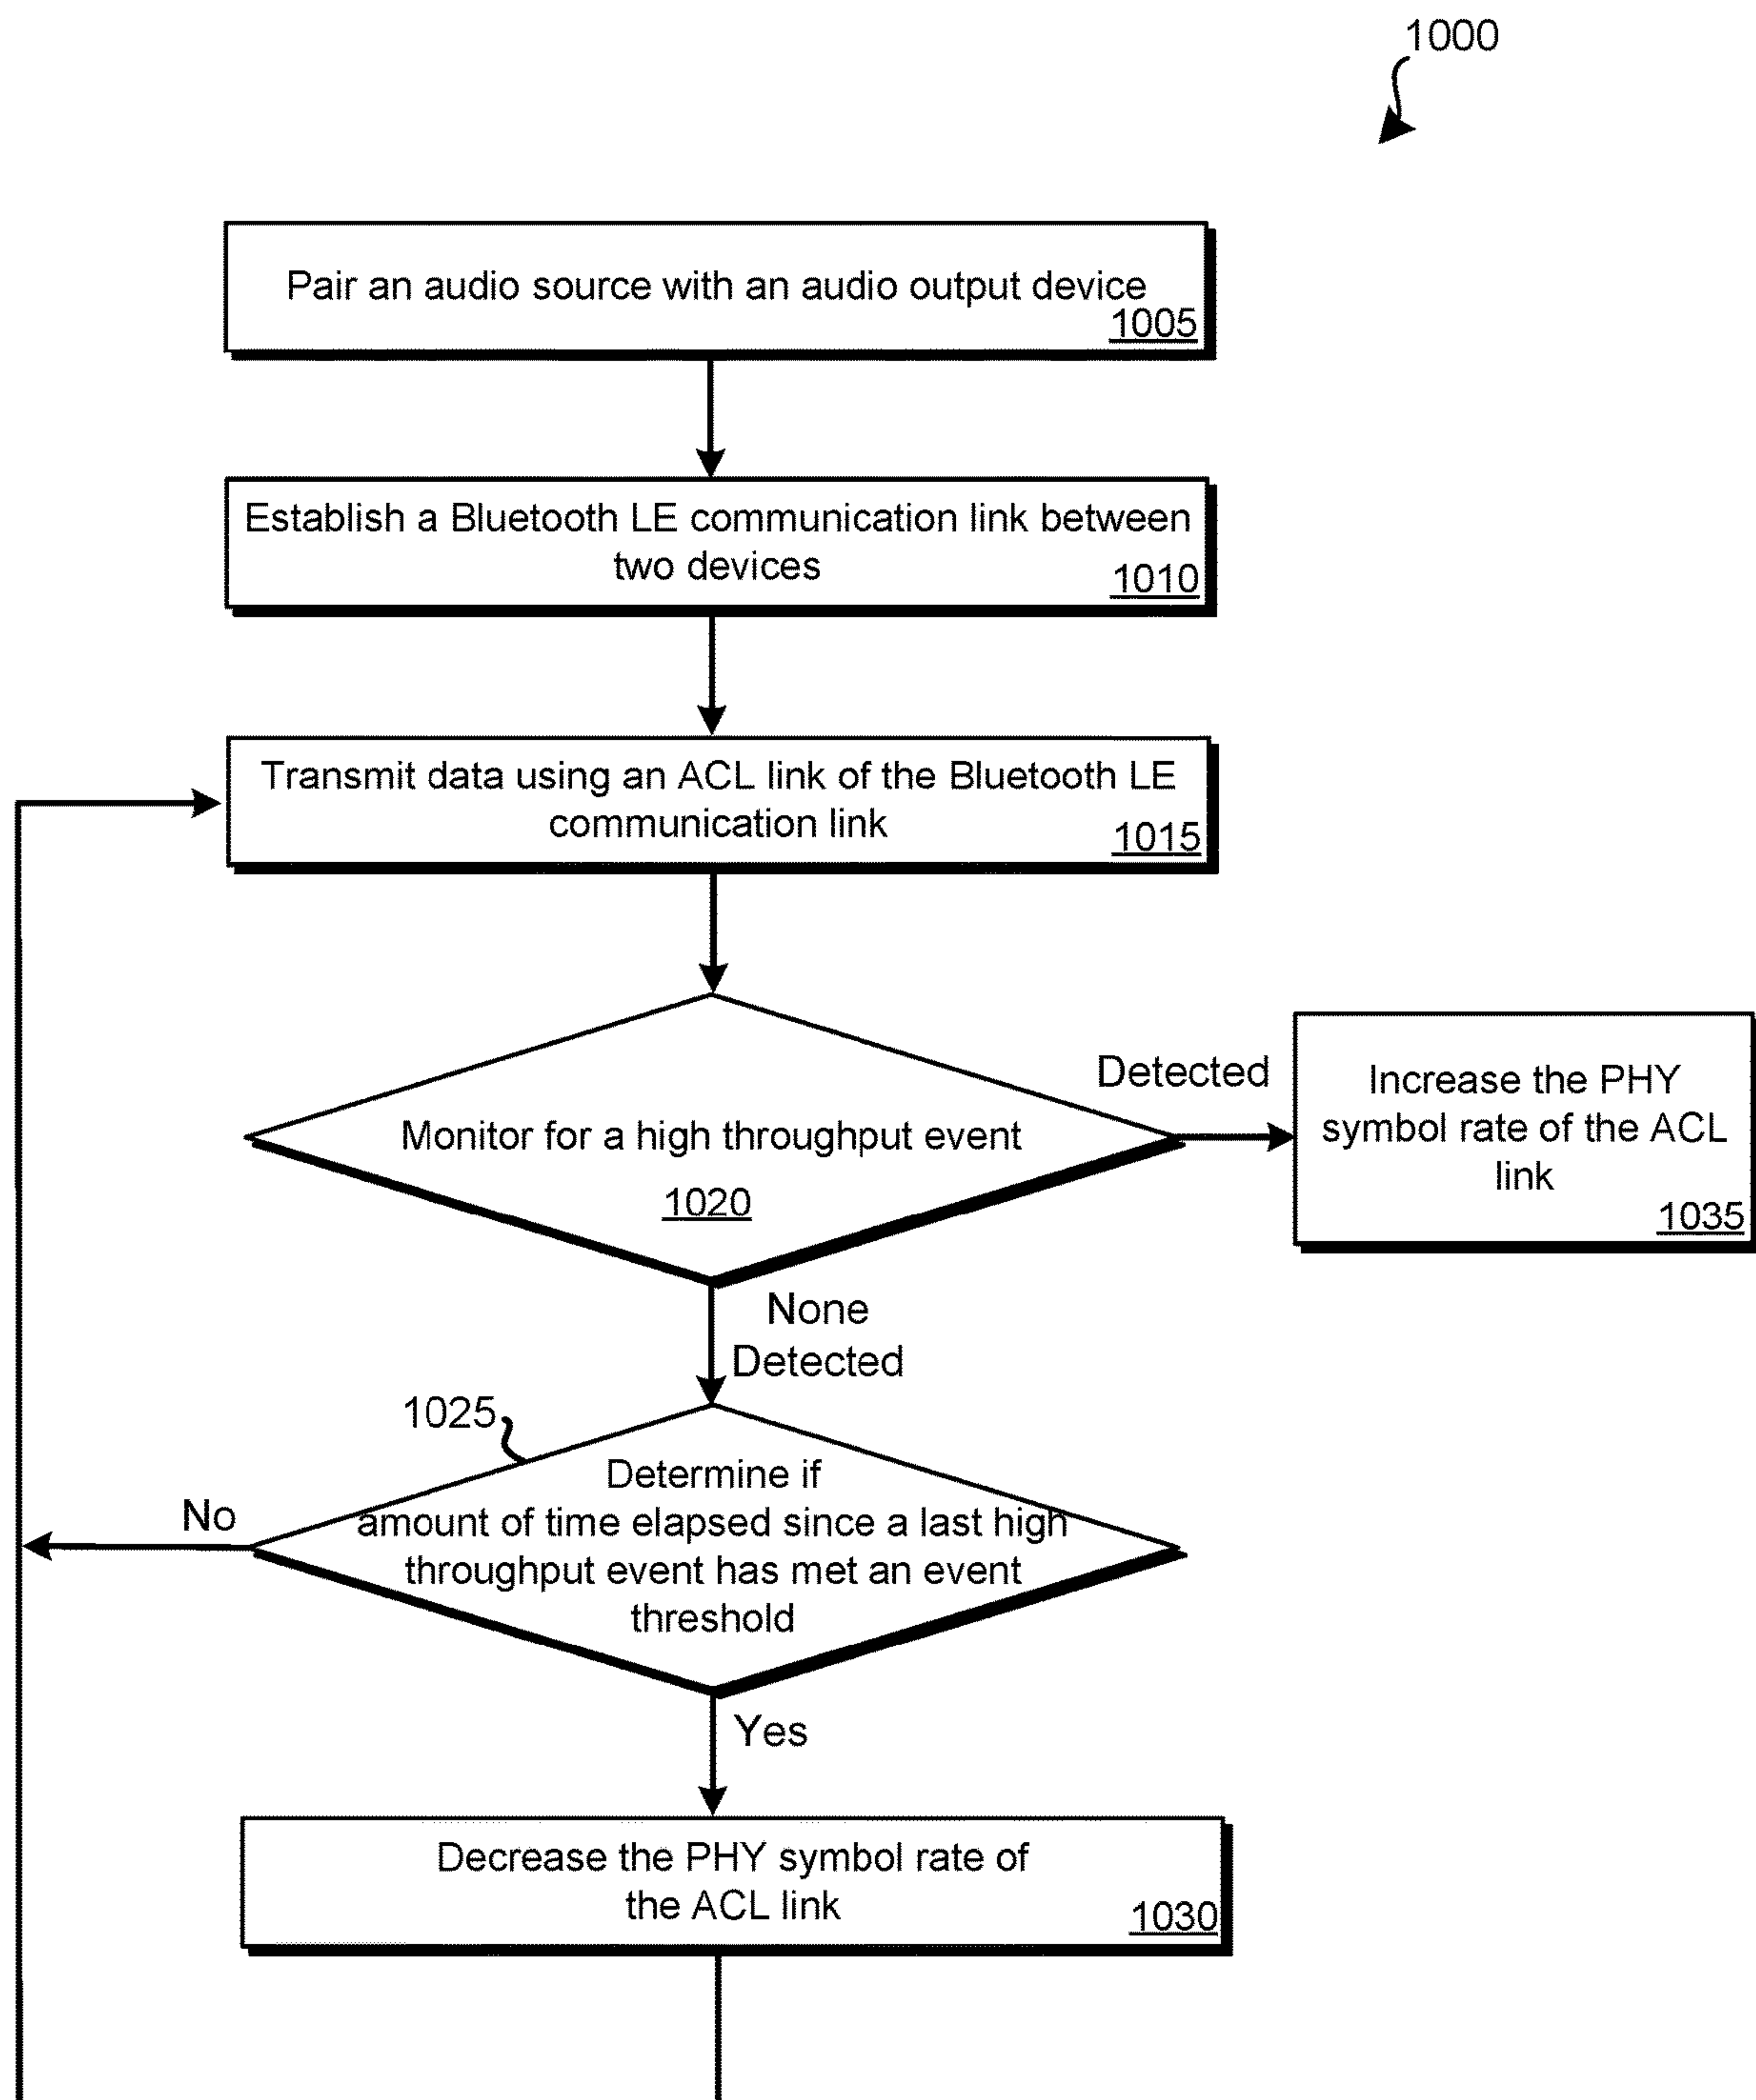 1000
Pair an audio source with an audio output device
1005
Establish a Bluetooth LE communication link between
two devices
1010
Transmit data using an ACL link of the Bluetooth LE
communication link
1015
Monitor for a high throughput event
1020
Detected
Increase the PHY
symbol rate of the ACL
link
1035
None
Detected
1025
Determine if
amount of time elapsed since a last high
throughput event has met an event
threshold
No
Yes
Decrease the PHY symbol rate of
the ACL link
1030